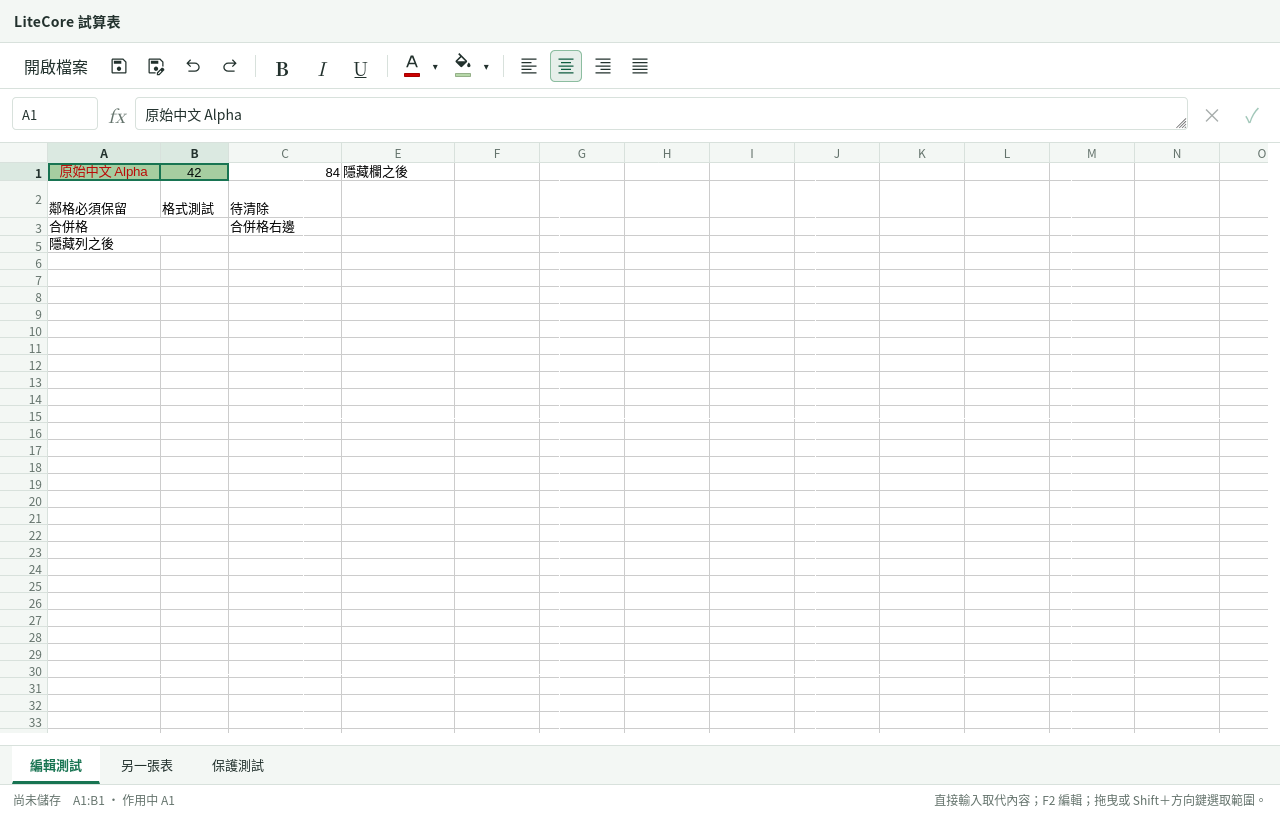 LiteCore 試算表
開啟檔案 B I U A
A1 fx 原始中文 Alpha
A B C E F G H I J K L M N O
1 原始中文 Alpha 42 84 隱藏欄之後
2 鄰格必須保留 格式測試 待清除
3 合併格 合併格右邊
5 隱藏列之後
6
7
8
9
10
11
12
13
14
15
16
17
18
19
20
21
22
23
24
25
26
27
28
29
30
31
32
33
編輯測試 另一張表 保護測試
尚未儲存 A1:B1 · 作用中 A1 直接輸入取代內容；F2 編輯；拖曳或 Shift＋方向鍵選取範圍。